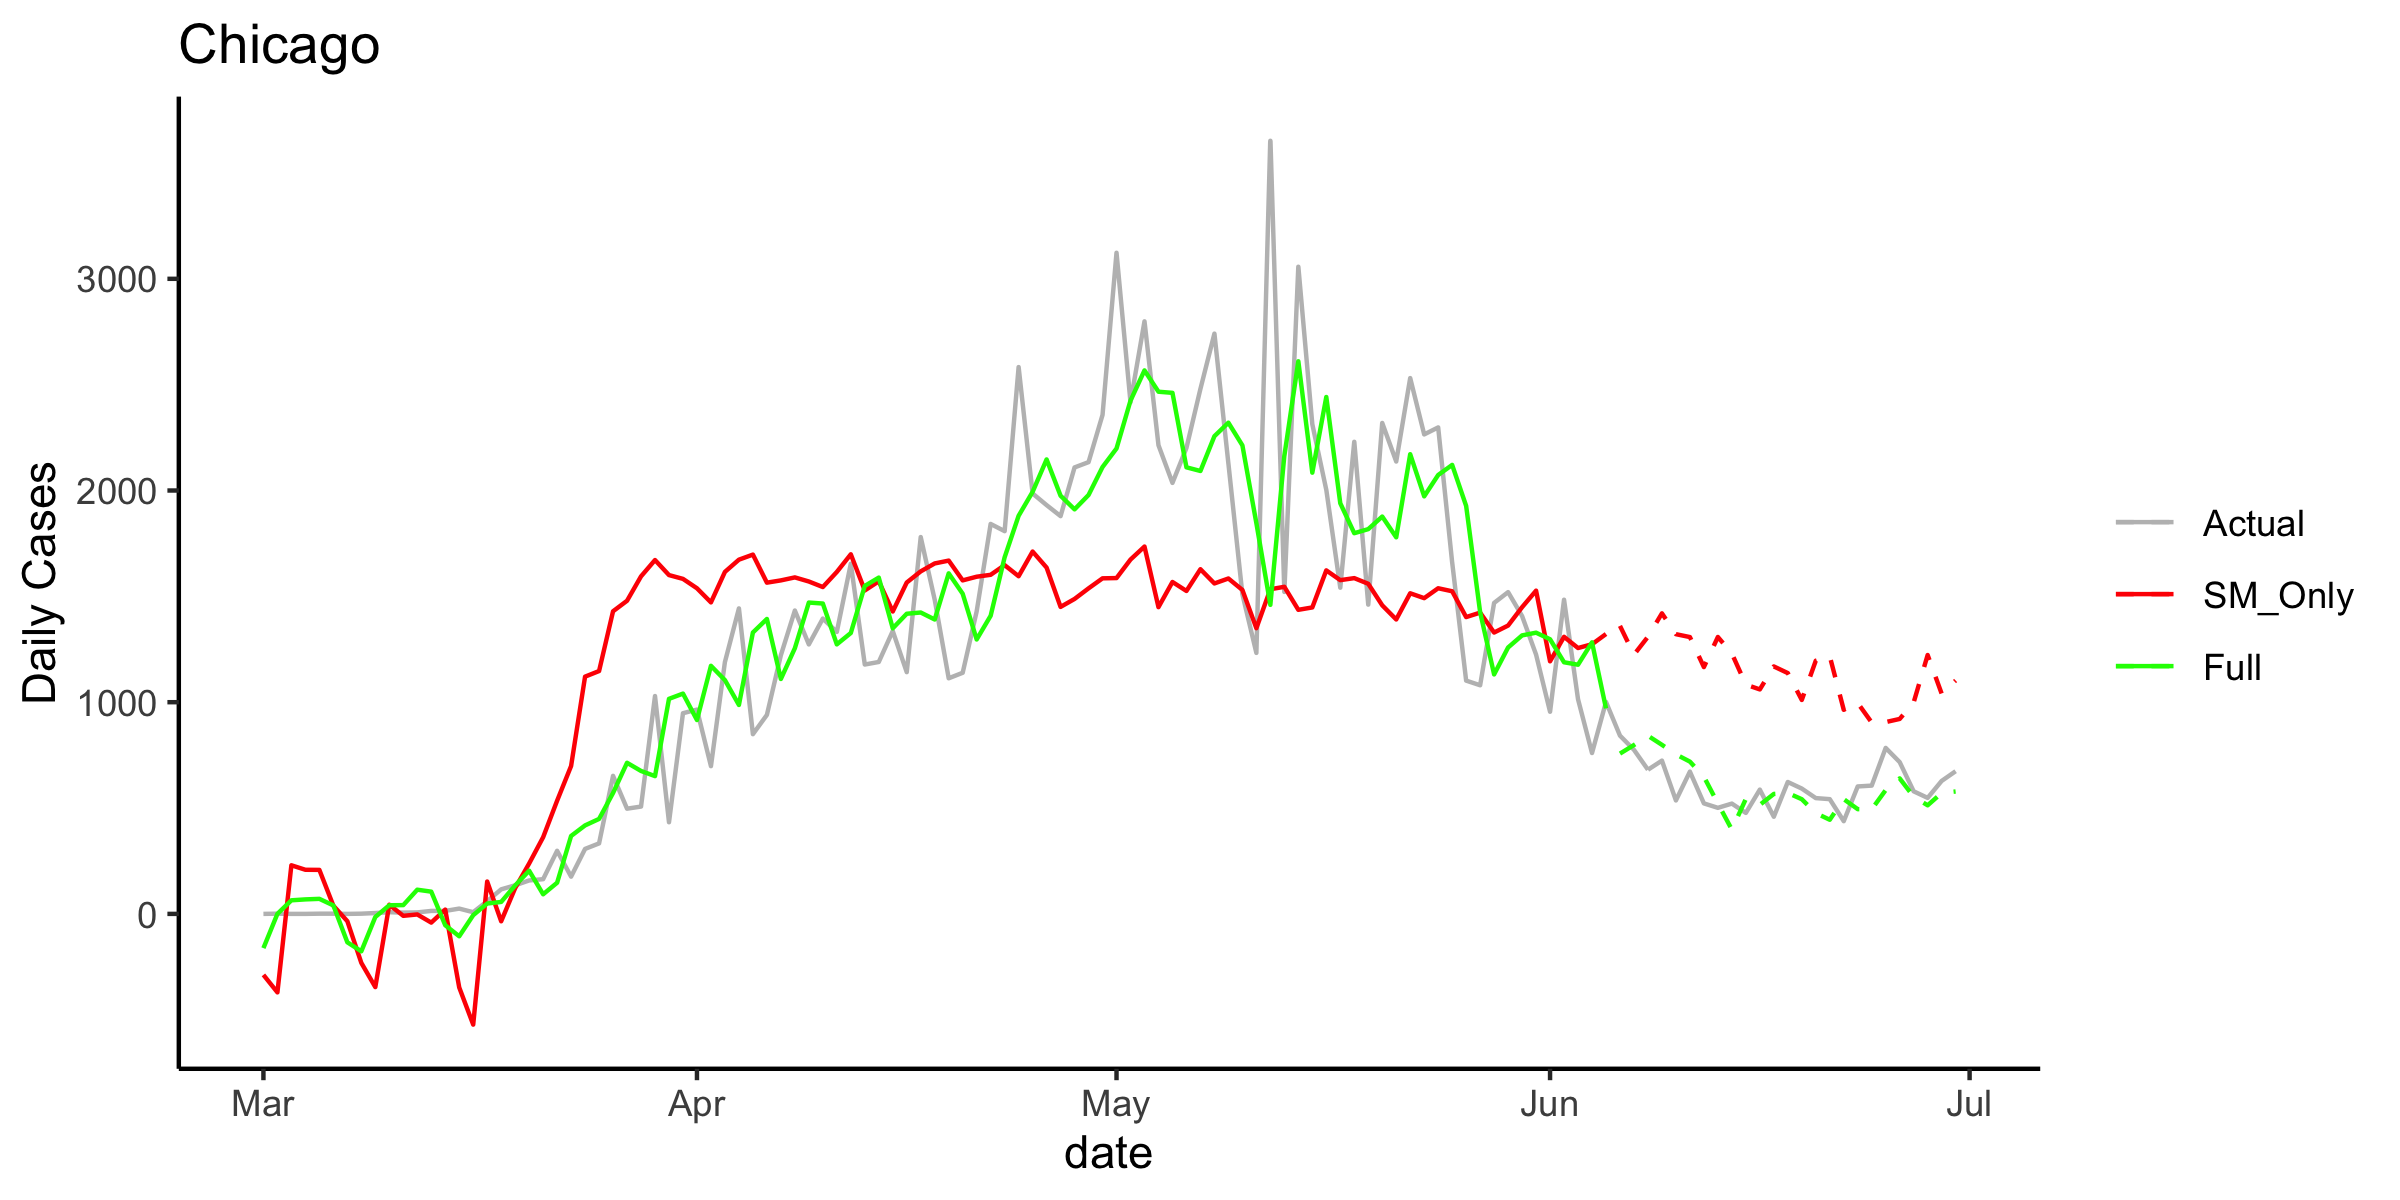 Chicago
Daily Cases
3000
2000
1000
0
Mar
Apr
May
Jun
Jul
date
Actual
SM_Only
Full